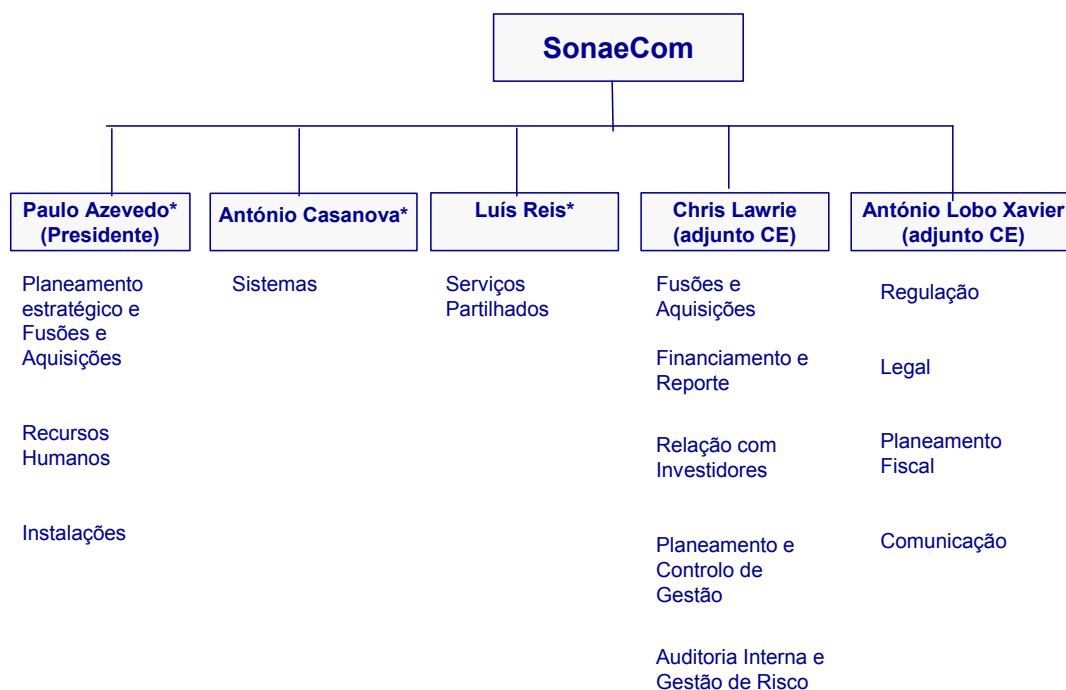 SonaeCom
Paulo Azevedo*
(Presidente)
António Casanova*
Luís Reis*
Chris Lawrie
(adjunto CE)
António Lobo Xavier
(adjunto CE)
Planeamento
estratégico e
Fusões e
Aquisições
Recursos
Humanos
Instalações
Sistemas
Serviços
Partilhados
Fusões e
Aquisições
Financiamento e
Reporte
Relação com
Investidores
Planeamento e
Controlo de
Gestão
Auditoria Interna e
Gestão de Risco
Regulação
Legal
Planeamento
Fiscal
Comunicação